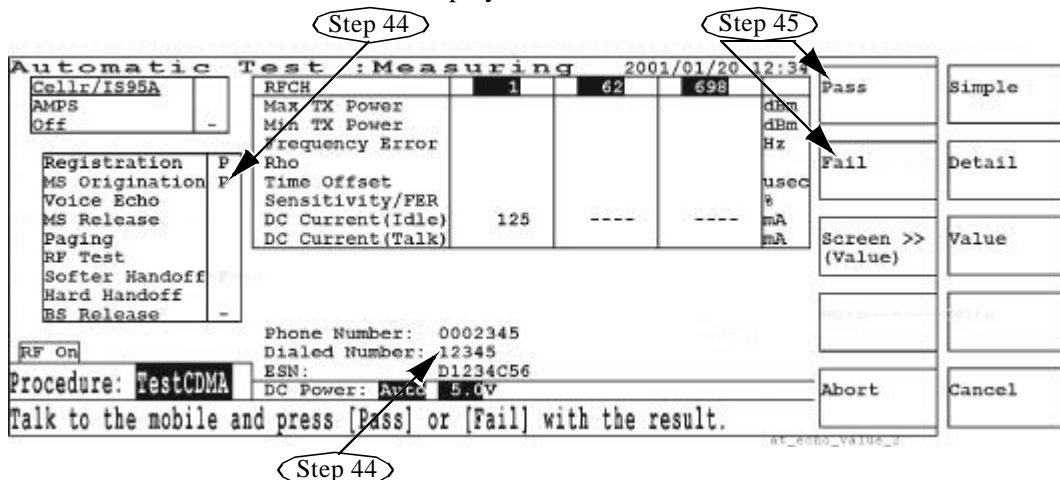 Step 44 Step 45
Automatic Test :Measuring 2001/01/20 12:34
Cellr/IS95A
AMPS
Off -
Registration P
MS Origination P
Voice Echo
MS Release
Paging
RF Test
Softer Handoff
Hard Handoff
BS Release -
RFCH 1 62 698
Max TX Power dBm
Min TX Power dBm
Frequency Error Hz
Rho
Time Offset usec
Sensitivity/FER %
DC Current(Idle) 125 ---- ---- mA
DC Current(Talk) mA
Phone Number: 0002345
Dialed Number: 12345
ESN: D1234C56
RF On
Procedure: TestCDMA
DC Power: Auto 5.0V
Talk to the mobile and press [Pass] or [Fail] with the result.
Pass
Fail
Screen >>
(Value)
Abort
Simple
Detail
Value
Cancel
At_echo_Value_2
Step 44